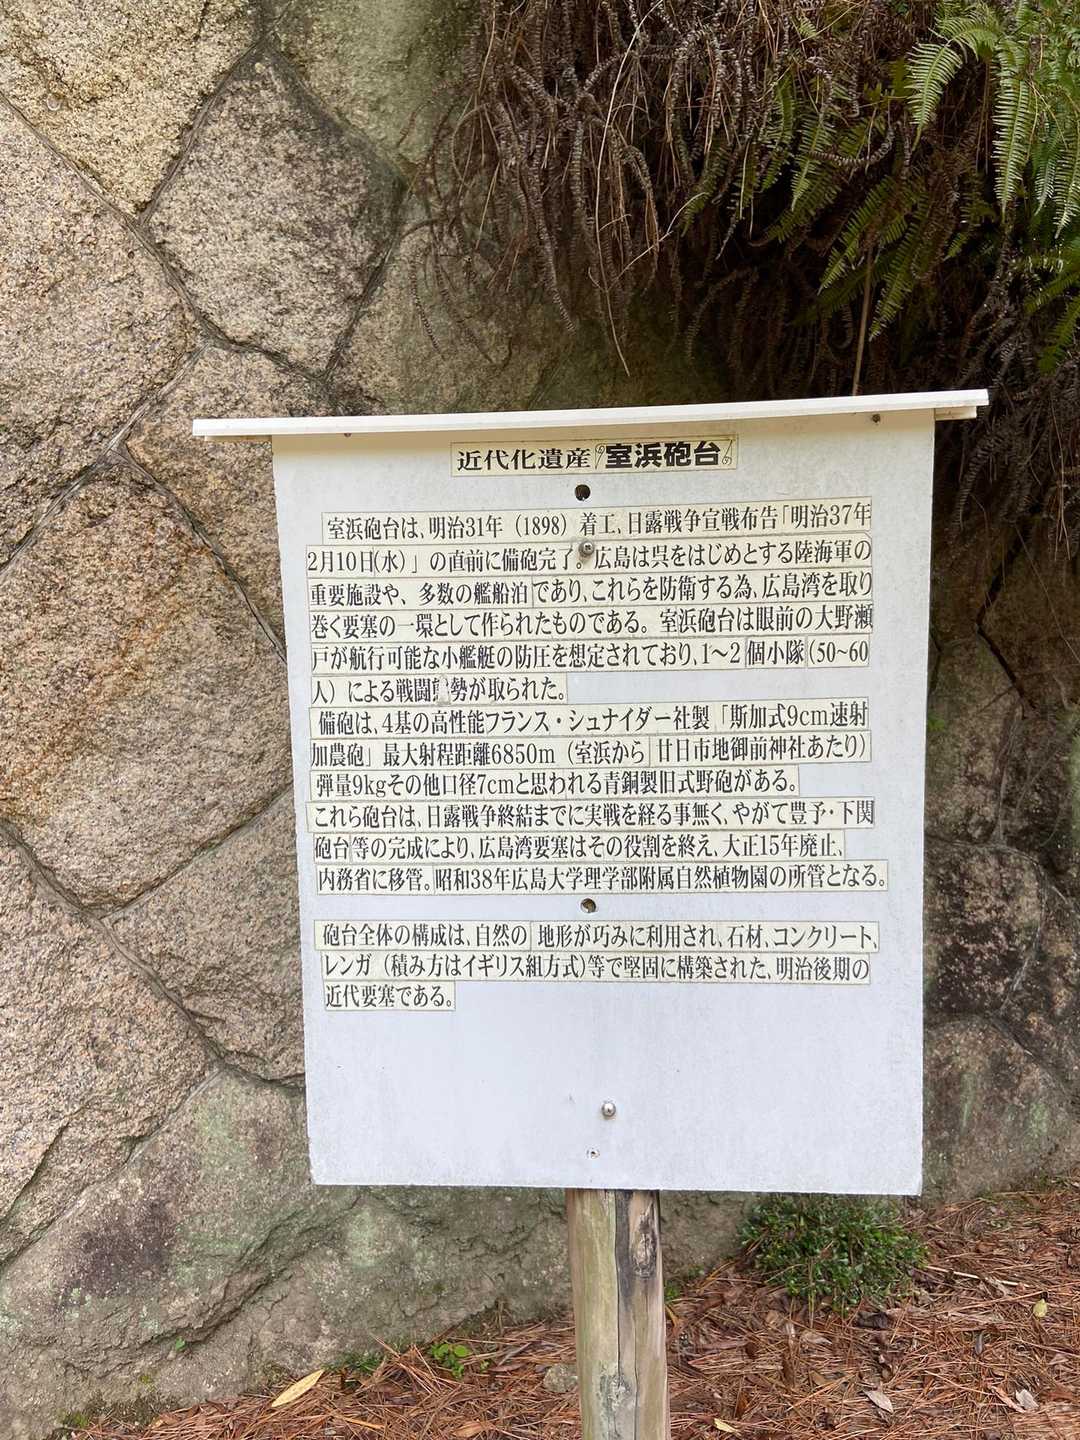 近代化遺産 室浜砲台
室浜砲台は、明治31年（1898）着工、日露戦争宣戦布告「明治37年
2月10日(水)」の直前に備砲完了。広島は呉をはじめとする陸海軍の
重要施設や、多数の艦船泊であり、これらを防衛する為、広島湾を取り
巻く要塞の一環として作られたものである。室浜砲台は眼前の大野瀬
戸が航行可能な小艦艇の防圧を想定されており、1～2個小隊（50~60
人）による戦闘 勢が取られた。
備砲は、4基の高性能フランス・シュナイダー社製「斯加式9cm速射
加農砲」最大射程距離6850m（室浜から廿日市地御前神社あたり）
弾量9kgその他口径7cmと思われる青銅製旧式野砲がある。
これら砲台は、日露戦争終結までに実戦を経る事無く、やがて豊予・下関
砲台等の完成により、広島湾要塞はその役割を終え、大正15年廃止、
内務省に移管。昭和38年広島大学理学部附属自然植物園の所管となる。
砲台全体の構成は、自然の地形が巧みに利用され、石材、コンクリート、
レンガ（積み方はイギリス組方式)等で堅固に構築された、明治後期の
近代要塞である。